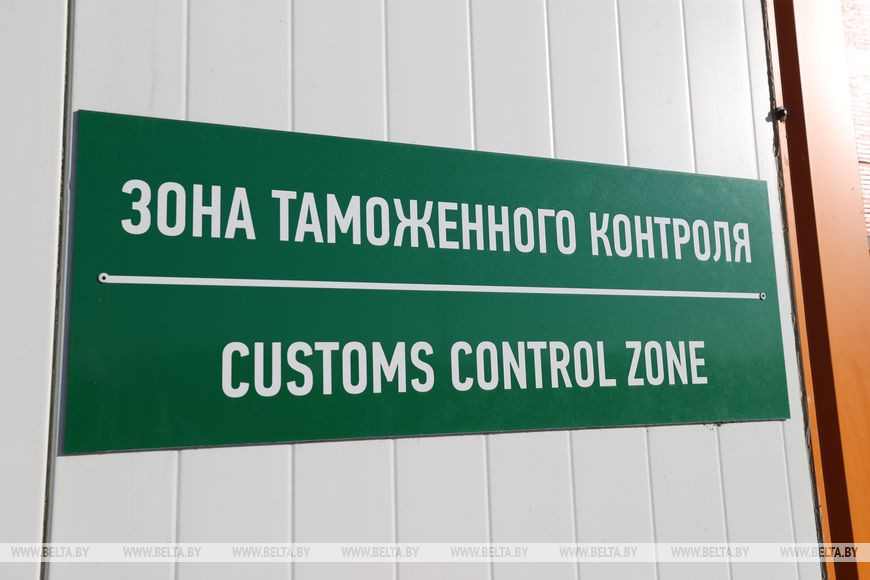 ЗОНА ТАМОЖЕННОГО КОНТРОЛЯ
CUSTOMS CONTROL ZONE
WWW.BELTA.BY WWW.BELTA.BY WWW.BELTA.BY WWW.BELTA.BY WWW.BELTA.BY WWW.BELTA.BY WWW.BELTA.BY WWW.BELTA.BY